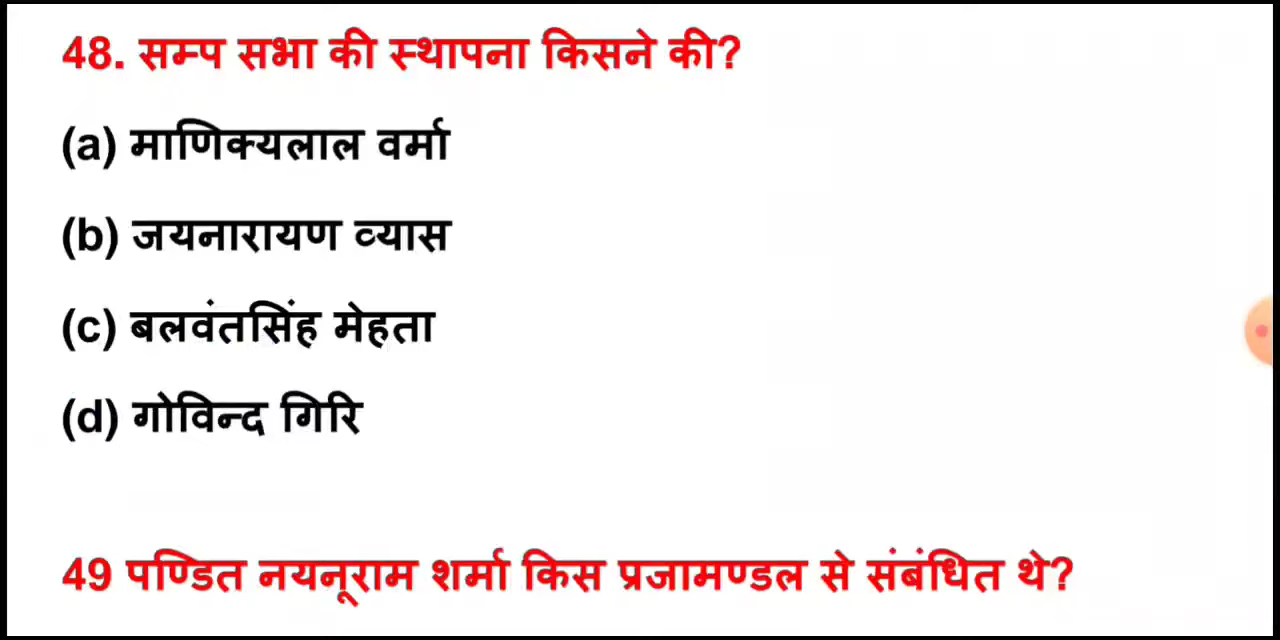 48. सम्प सभा की स्थापना किसने की?
(a) माणिक्यलाल वर्मा
(b) जयनारायण व्यास
(c) बलवंतसिंह मेहता
(d) गोविन्द गिरि
49 पण्डित नयनूराम शर्मा किस प्रजामण्डल से संबंधित थे?